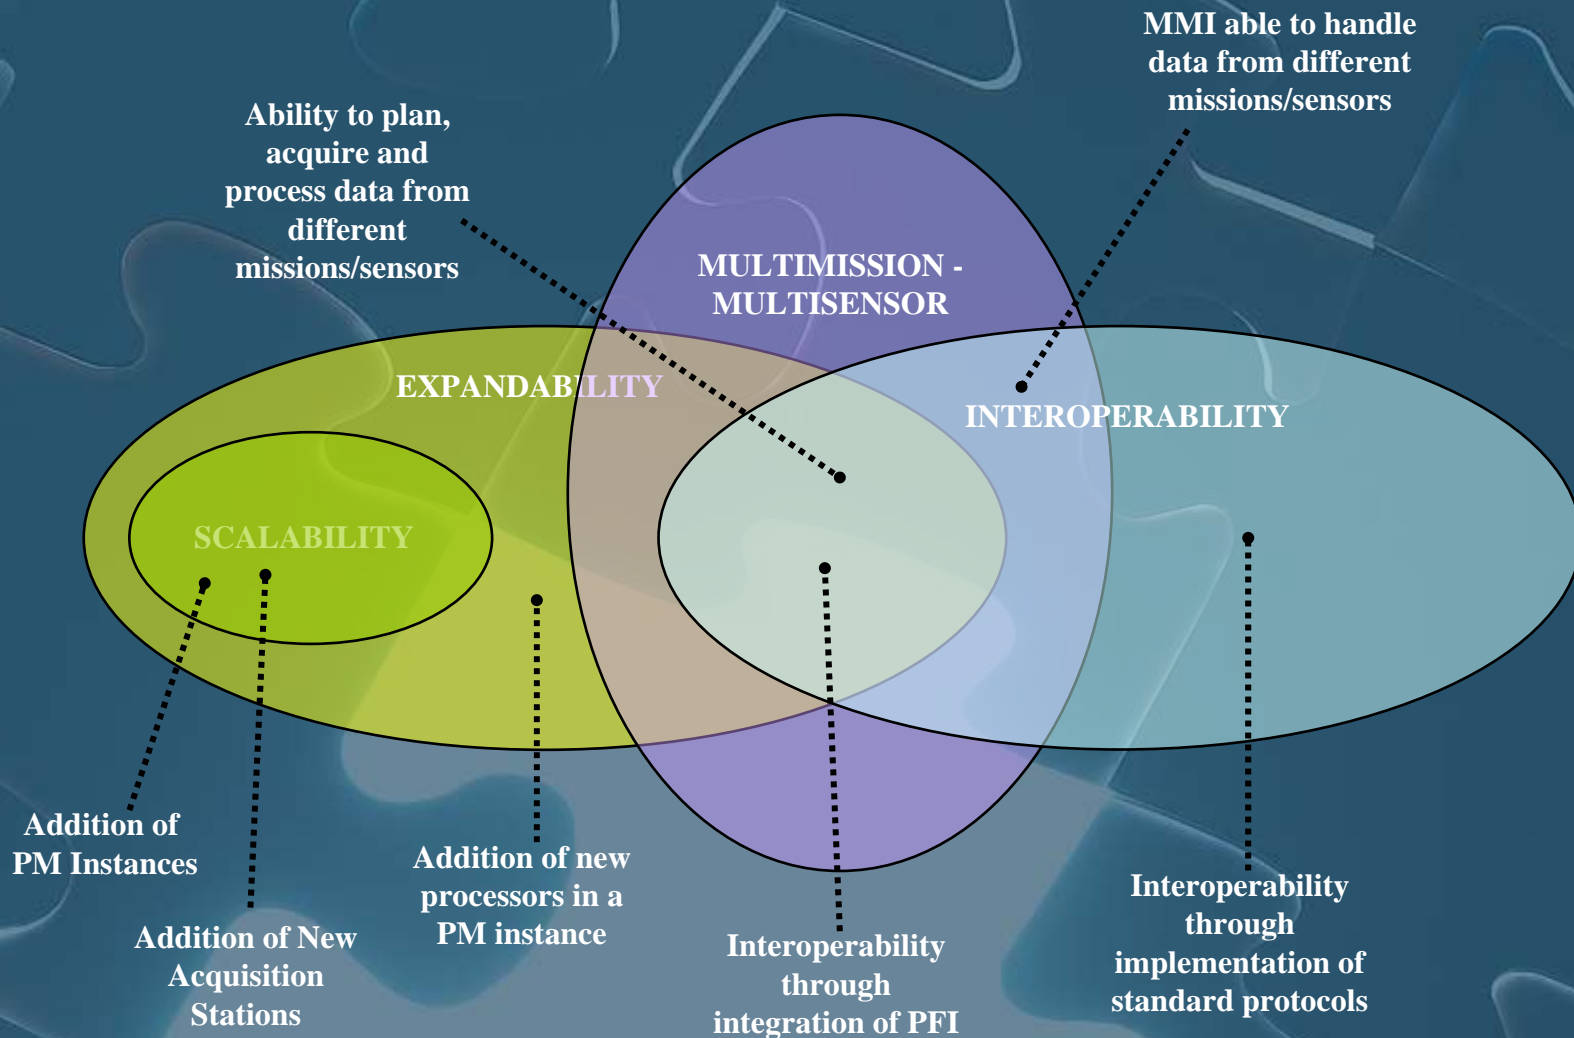 MMI able to handle
data from different
missions/sensors
Ability to plan,
acquire and
process data from
different
missions/sensors
MULTIMISSION -
MULTISENSOR
EXPANDABILITY
INTEROPERABILITY
SCALABILITY
Addition of
PM Instances
Addition of New
Acquisition
Stations
Addition of new
processors in a
PM instance
Interoperability
through
integration of PFI
Interoperability
through
implementation of
standard protocols